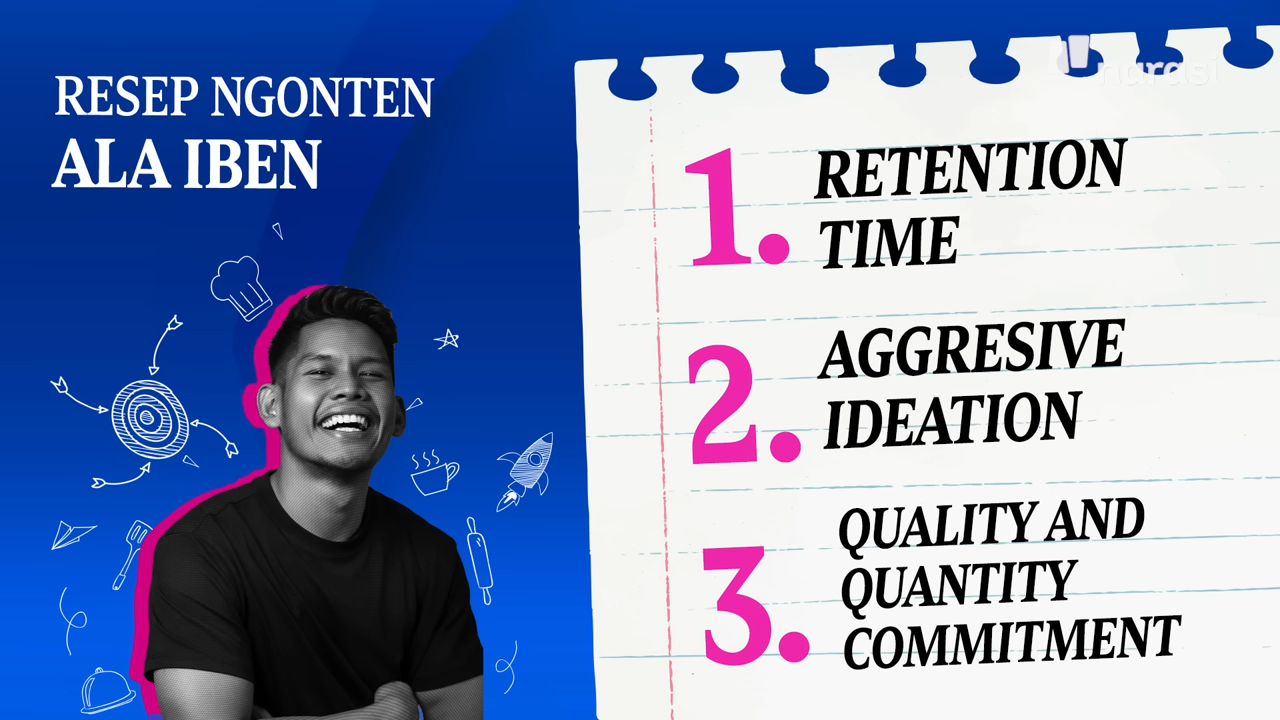 RESEP NGONTEN
ALA IBEN
narasi
1. RETENTION
TIME
2. AGGRESIVE
IDEATION
3. QUALITY AND
QUANTITY
COMMITMENT